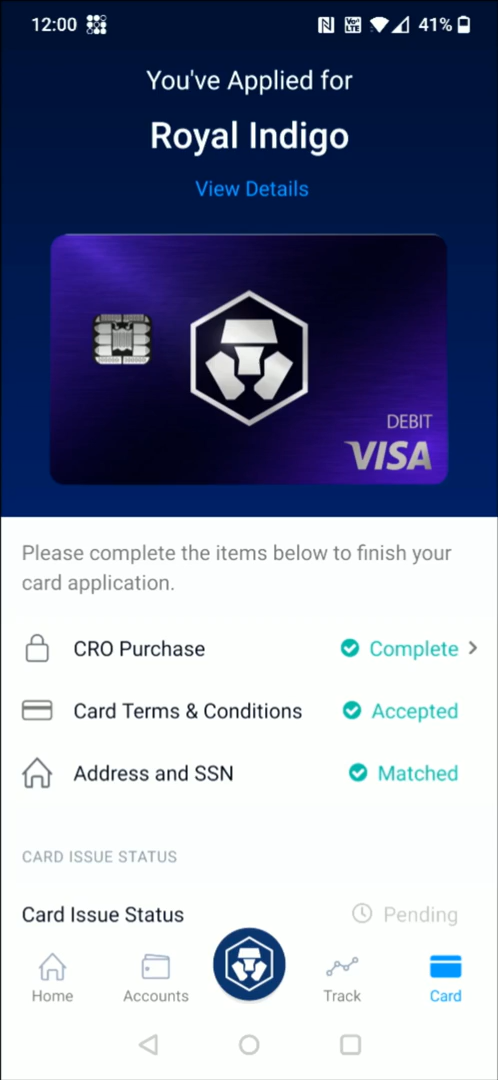 12:00
Vo) LTE
41%
You've Applied for
Royal Indigo
View Details
DEBIT
VISA
Please complete the items below to finish your
card application.
CRO Purchase Complete
Card Terms & Conditions Accepted
Address and SSN Matched
CARD ISSUE STATUS
Card Issue Status Pending
Home Accounts Track Card